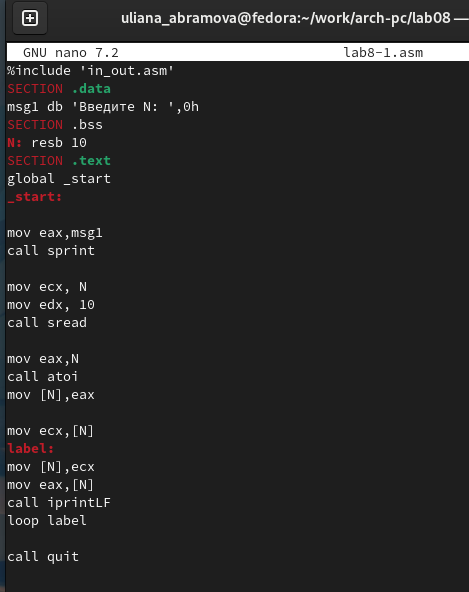 uliana_abramova@fedora:~/work/arch-pc/lab08 —
GNU nano 7.2 lab8-1.asm
%include 'in_out.asm'
SECTION .data
msg1 db 'Введите N: ',0h
SECTION .bss
N: resb 10
SECTION .text
global _start
_start:
mov eax,msg1
call sprint
mov ecx, N
mov edx, 10
call sread
mov eax,N
call atoi
mov [N],eax
mov ecx,[N]
label:
mov [N],ecx
mov eax,[N]
call iprintLF
loop label
call quit